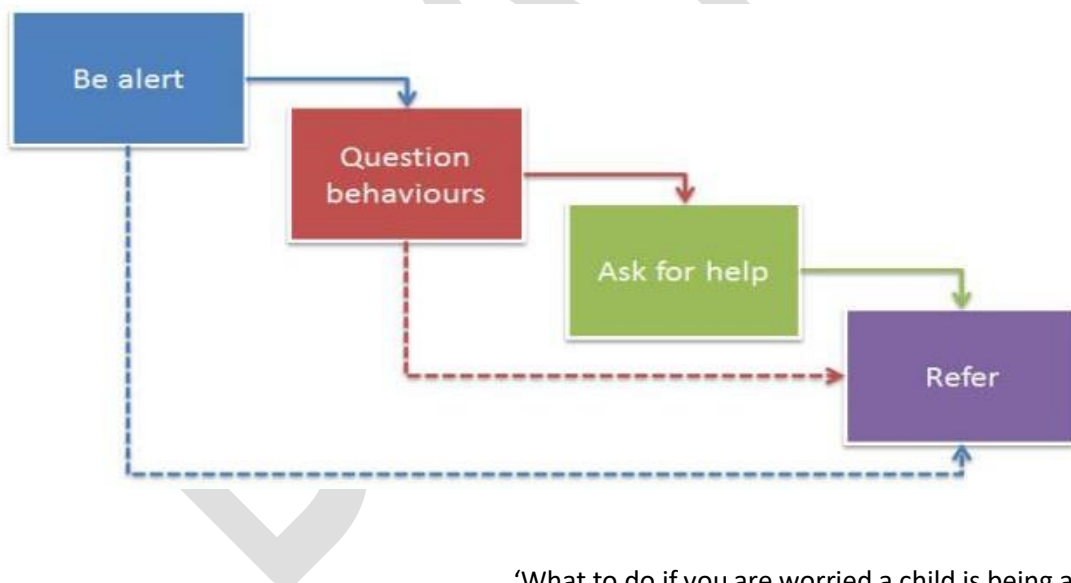 Be alert
Question
behaviours
Ask for help
Refer
‘What to do if you are worried a child is being a